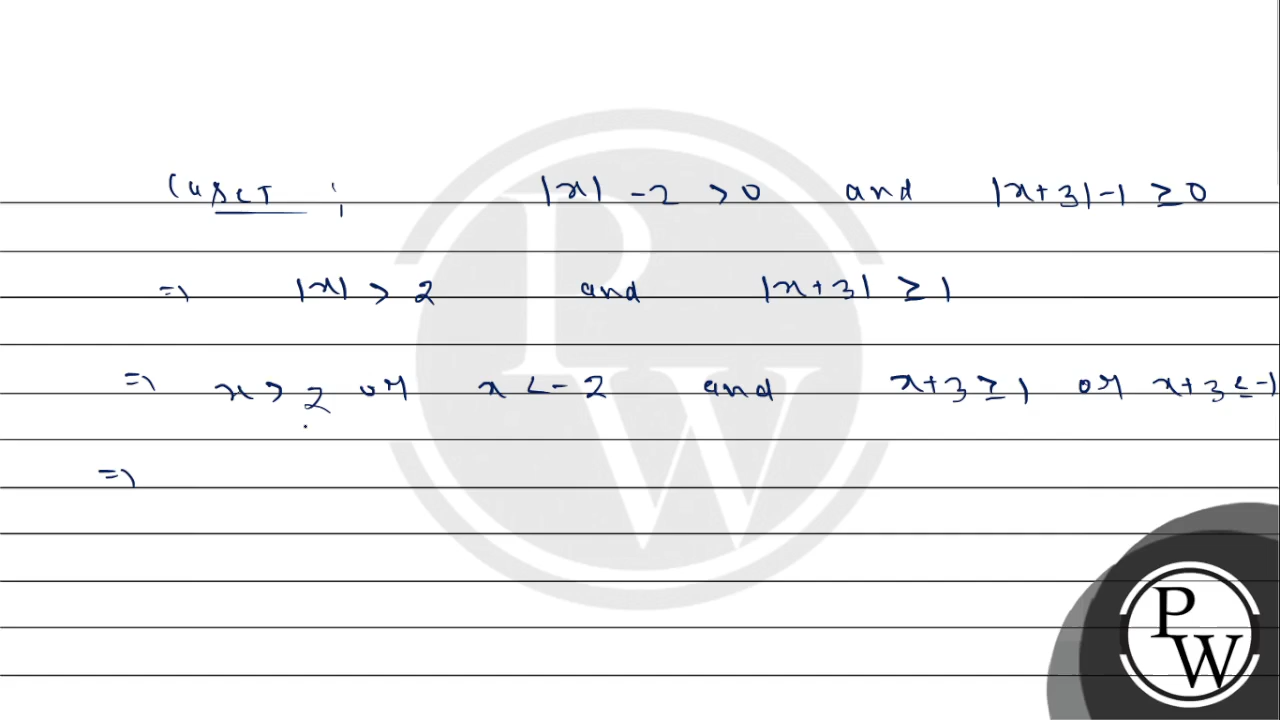 Case I : |x| - 2 > 0 and |x+3| - 1 ≥ 0
=> |x| > 2 and |x+3| ≥ 1
=> x > 2 or x < - 2 and x+3 ≥ 1 or x+3 ≤ -1
=>
P
W
P
W